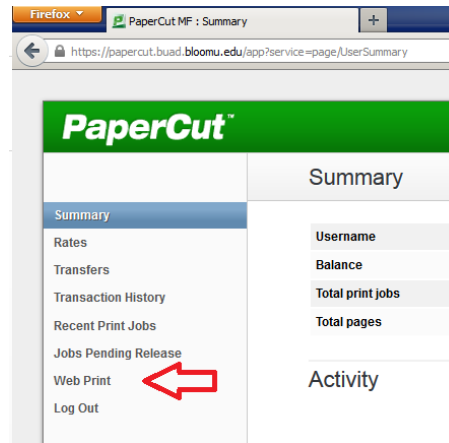 Firefox
PaperCut MF : Summary
+
https://papercut.buad.bloomu.edu/app?service=page/UserSummary
PaperCut™
Summary
Summary
Rates
Transfers
Transaction History
Recent Print Jobs
Jobs Pending Release
Web Print
Log Out
Username
Balance
Total print jobs
Total pages
Activity